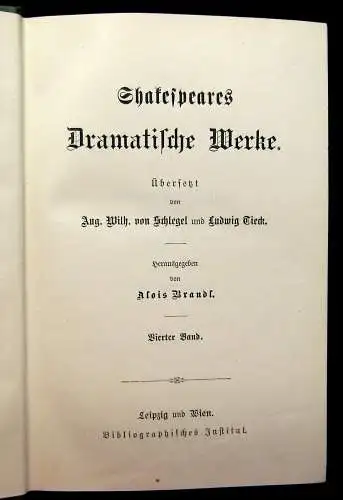 Shakeſpeares
Dramatiſche Werke.
Überſetzt
von
Aug. Wilh. von Schlegel und Ludwig Tieck.
Herausgegeben
von
Alois Brandl.
Vierter Band.
Leipzig und Wien.
Bibliographiſches Inſtitut.